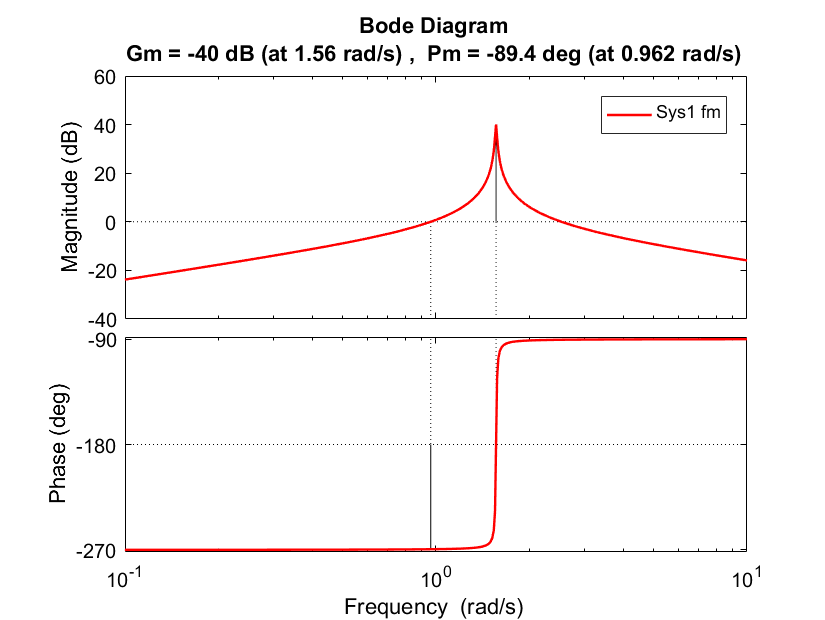 Bode Diagram
Gm = -40 dB (at 1.56 rad/s) ,  Pm = -89.4 deg (at 0.962 rad/s)
60
40
20
0
-20
-40
Magnitude (dB)
Sys1 fm
-90
-180
-270
Phase (deg)
10^-1
10^0
10^1
Frequency  (rad/s)